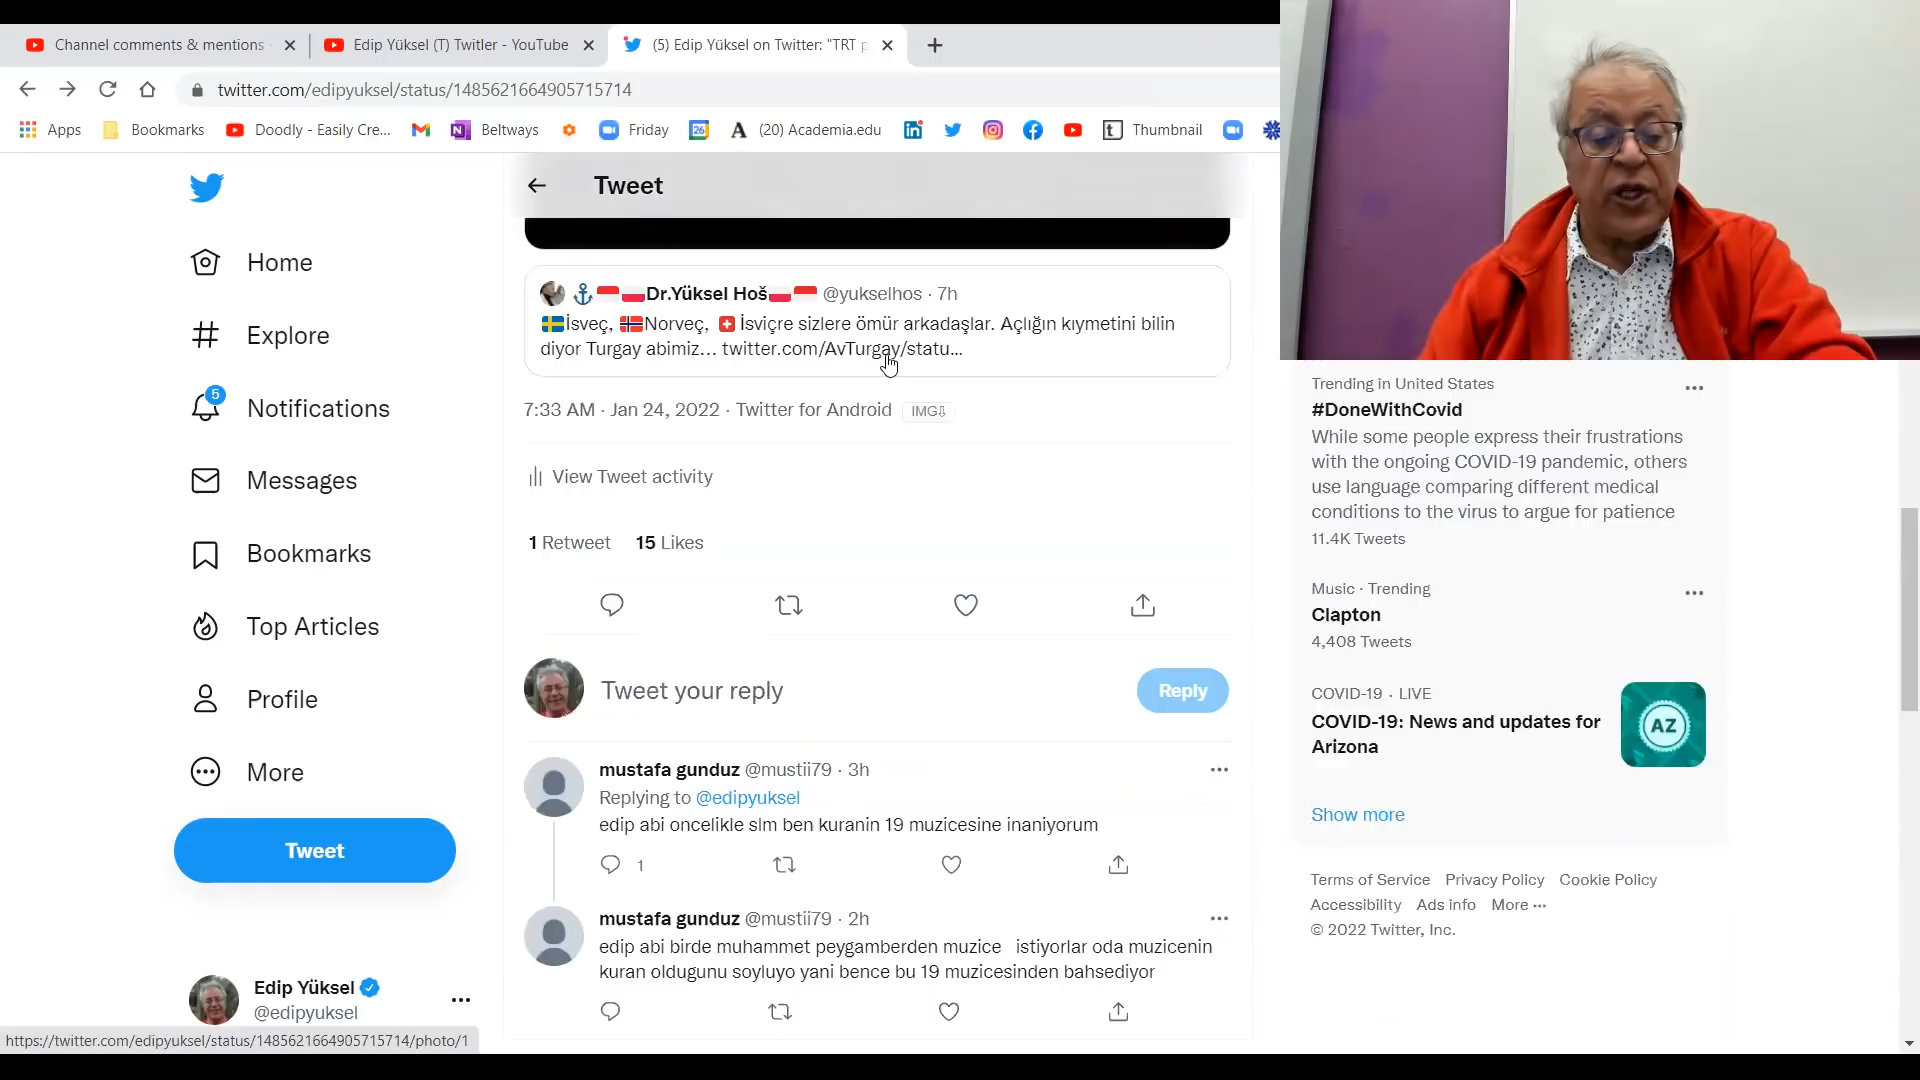 Channel comments & mentions
Edip Yüksel (T) Twitler - YouTube
(5) Edip Yüksel on Twitter: "TRT p
twitter.com/edipyuksel/status/1485621664905715714
Apps
Bookmarks
Doodly - Easily Cre...
Beltways
Friday
26
(20) Academia.edu
Thumbnail
Tweet
Home
Explore
5
Notifications
Messages
Bookmarks
Top Articles
Profile
More
Tweet
Edip Yüksel
@edipyuksel
https://twitter.com/edipyuksel/status/1485621664905715714/photo/1
Dr.Yüksel Hoš @yukselhos · 7h
İsveç, Norveç, İsviçre sizlere ömür arkadaşlar. Açlığın kıymetini bilin
diyor Turgay abimiz... twitter.com/AvTurgay/statu...
7:33 AM · Jan 24, 2022 · Twitter for Android IMG⇩
View Tweet activity
1 Retweet 15 Likes
Tweet your reply
Reply
mustafa gunduz @mustii79 · 3h
Replying to @edipyuksel
edip abi oncelikle slm ben kuranin 19 muzicesine inaniyorum
1
mustafa gunduz @mustii79 · 2h
edip abi birde muhammet peygamberden muzice istiyorlar oda muzicenin
kuran oldugunu soyluyo yani bence bu 19 muzicesinden bahsediyor
Trending in United States
#DoneWithCovid
While some people express their frustrations
with the ongoing COVID-19 pandemic, others
use language comparing different medical
conditions to the virus to argue for patience
11.4K Tweets
Music · Trending
Clapton
4,408 Tweets
COVID-19 · LIVE
COVID-19: News and updates for
Arizona
AZ
Show more
Terms of Service Privacy Policy Cookie Policy
Accessibility Ads info More ···
© 2022 Twitter, Inc.